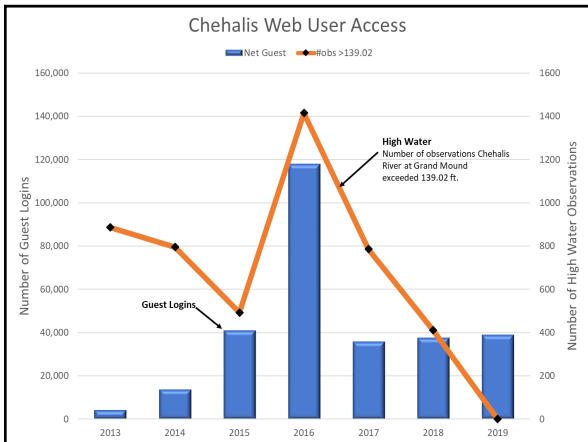 Chehalis Web User Access
Net Guest
#obs >139.02
160,000
140,000
120,000
100,000
80,000
60,000
40,000
20,000
0
Number of Guest Logins
1600
1400
1200
1000
800
600
400
200
0
Number of High Water Observations
High Water
Number of observations Chehalis
River at Grand Mound
exceeded 139.02 ft.
Guest Logins
2013
2014
2015
2016
2017
2018
2019